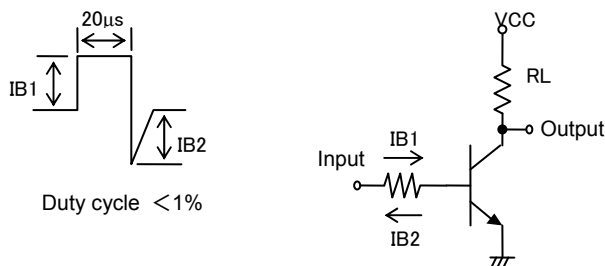 20μs
IB1
IB2
Duty cycle <1%
VCC
RL
Output
Input
IB1
IB2